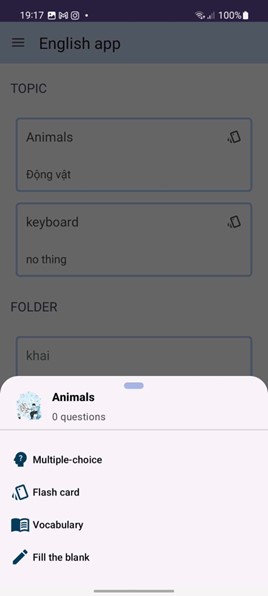 19:17 100%
English app
TOPIC
Animals
Động vật
keyboard
no thing
FOLDER
khai
Animals
0 questions
Multiple-choice
Flash card
Vocabulary
Fill the blank